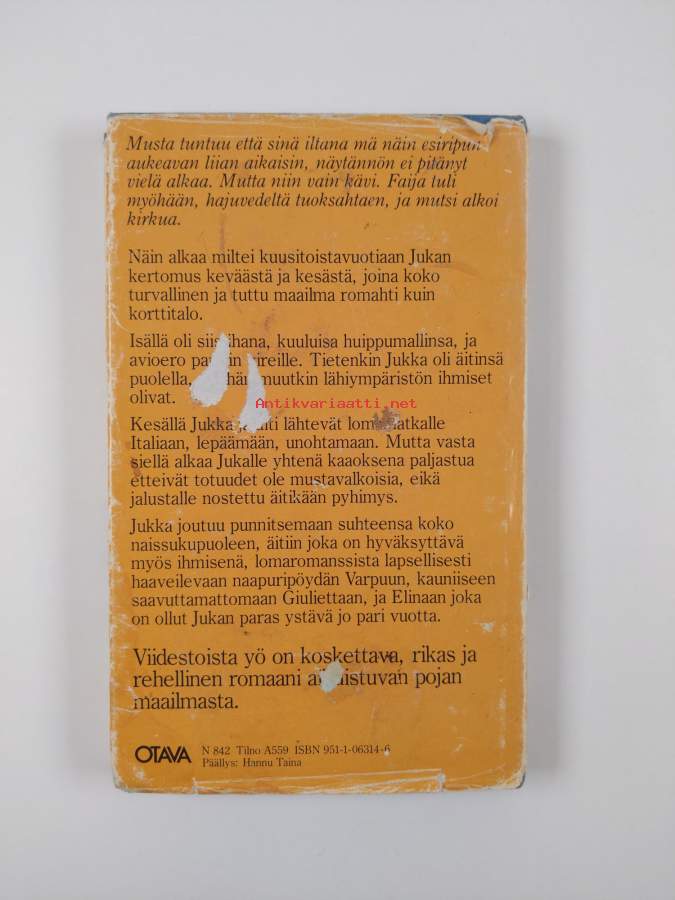 Musta tuntuu että sinä iltana mä näin esiripun
aukeavan liian aikaisin, näytännön ei pitänyt
vielä alkaa. Mutta niin vain kävi. Faija tuli
myöhään, hajuvedeltä tuoksahtaen, ja mutsi alkoi
kirkua.
Näin alkaa miltei kuusitoistavuotiaan Jukan
kertomus keväästä ja kesästä, joina koko
turvallinen ja tuttu maailma romahti kuin
korttitalo.
Isällä oli kuuluisa huippumallinsa, ja
avioero vireille. Tietenkin Jukka oli äitinsä
puolella, muutkin lähiympäristön ihmiset
olivat.
Antikvariaatti.net
Kesällä Jukka lähtevät lomamatkalle
Italiaan, lepäämään, unohtamaan. Mutta vasta
siellä alkaa Jukalle yhtenä kaaoksena paljastua
etteivät totuudet ole mustavalkoisia, eikä
jalustalle nostettu äitikään pyhimys.
Jukka joutuu punnitsemaan suhteensa koko
naissukupuoleen, äitiin joka on hyväksyttävä
myös ihmisenä, lomaromanssista lapsellisesti
haaveilevaan naapuripöydän Varpuun, kauniiseen
saavuttamattomaan Giuliettaan, ja Elinaan joka
on ollut Jukan paras ystävä jo pari vuotta.
Viidestoista yö on koskettava, rikas ja
rehellinen romaani pojan
maailmasta.
OTAVA
N 842 Tilno A559 ISBN 951-1-06314-6
Päällys: Hannu Taina